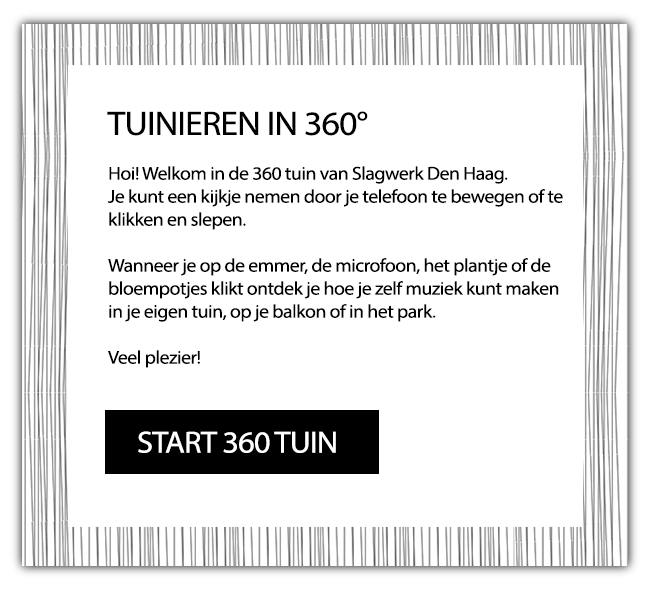 TUINIEREN IN 360°
Hoi! Welkom in de 360 tuin van Slagwerk Den Haag.
Je kunt een kijkje nemen door je telefoon te bewegen of te
klikken en slepen.
Wanneer je op de emmer, de microfoon, het plantje of de
bloempotjes klikt ontdek je hoe je zelf muziek kunt maken
in je eigen tuin, op je balkon of in het park.
Veel plezier!
START 360 TUIN